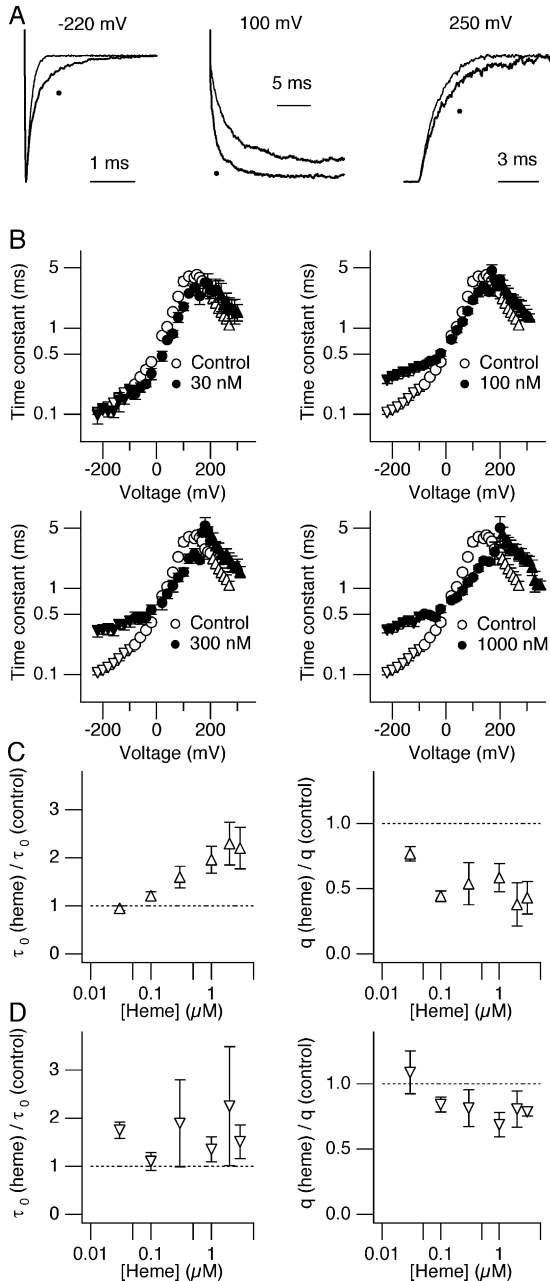 A
-220 mV
100 mV
250 mV
5 ms
1 ms
3 ms
B
Time constant (ms)
5
1
0.5
0.1
Control
30 nM
-200
0
200
Voltage (mV)
Time constant (ms)
5
1
0.5
0.1
Control
100 nM
-200
0
200
Voltage (mV)
Time constant (ms)
5
1
0.5
0.1
Control
300 nM
-200
0
200
Voltage (mV)
Time constant (ms)
5
1
0.5
0.1
Control
1000 nM
-200
0
200
Voltage (mV)
C
τ0 (heme) / τ0 (control)
3
2
1
0
0.01
0.1
1
[Heme] (µM)
q (heme) / q (control)
1.0
0.5
0.0
0.01
0.1
1
[Heme] (µM)
D
τ0 (heme) / τ0 (control)
3
2
1
0
0.01
0.1
1
[Heme] (µM)
q (heme) / q (control)
1.0
0.5
0.0
0.01
0.1
1
[Heme] (µM)